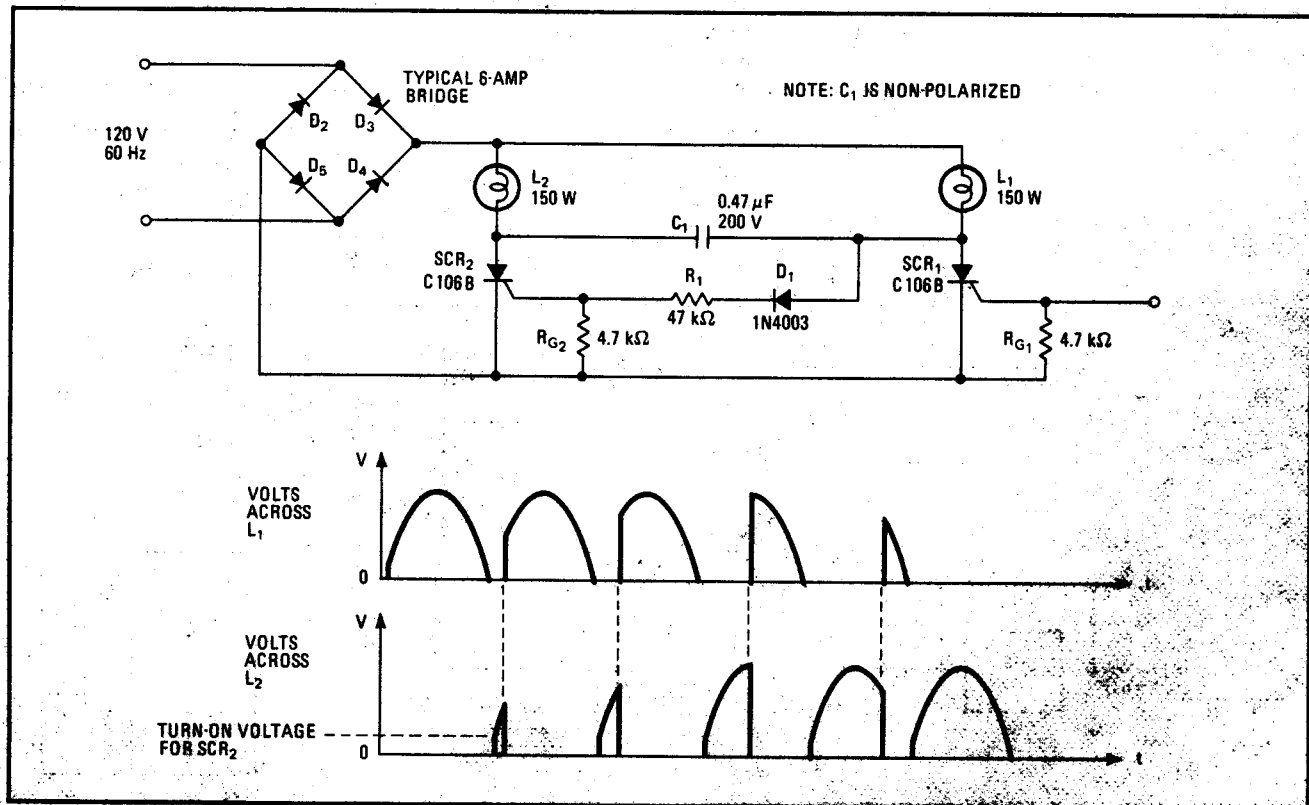 TYPICAL 6-AMP
BRIDGE
NOTE: C1 IS NON-POLARIZED
120 V
60 Hz
D2
D3
D5
D4
L2
150 W
L1
150 W
C1
0.47 µF
200 V
SCR2
C106B
R1
47 kΩ
D1
1N4003
SCR1
C106B
RG2
4.7 kΩ
RG1
4.7 kΩ
V
VOLTS
ACROSS
L1
0
t
V
VOLTS
ACROSS
L2
TURN-ON VOLTAGE
FOR SCR2
0
t